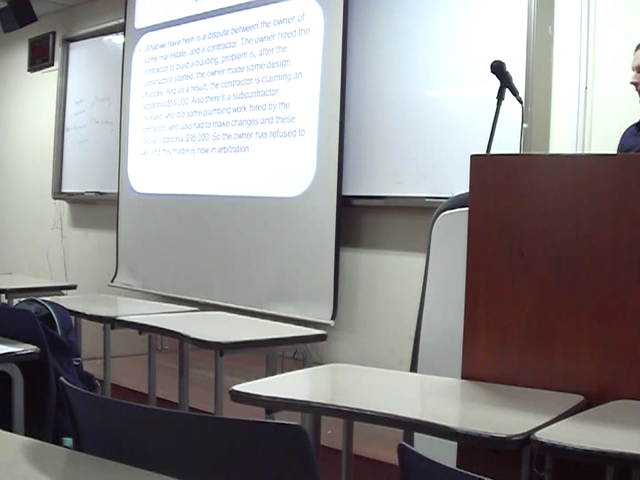 What we have here is a dispute between the owner of
some real estate, and a contractor. The owner hired the
contractor to build a building, problem is, after the
construction started, the owner made some design
changes. And as a result, the contractor is claiming an
additional $55,000. Also there's a subcontractor
involved who did some plumbing work hired by the
contractor, who also had to make changes and these
cost an additional $95,000. So the owner has refused to
pay and this matter is now in arbitration.